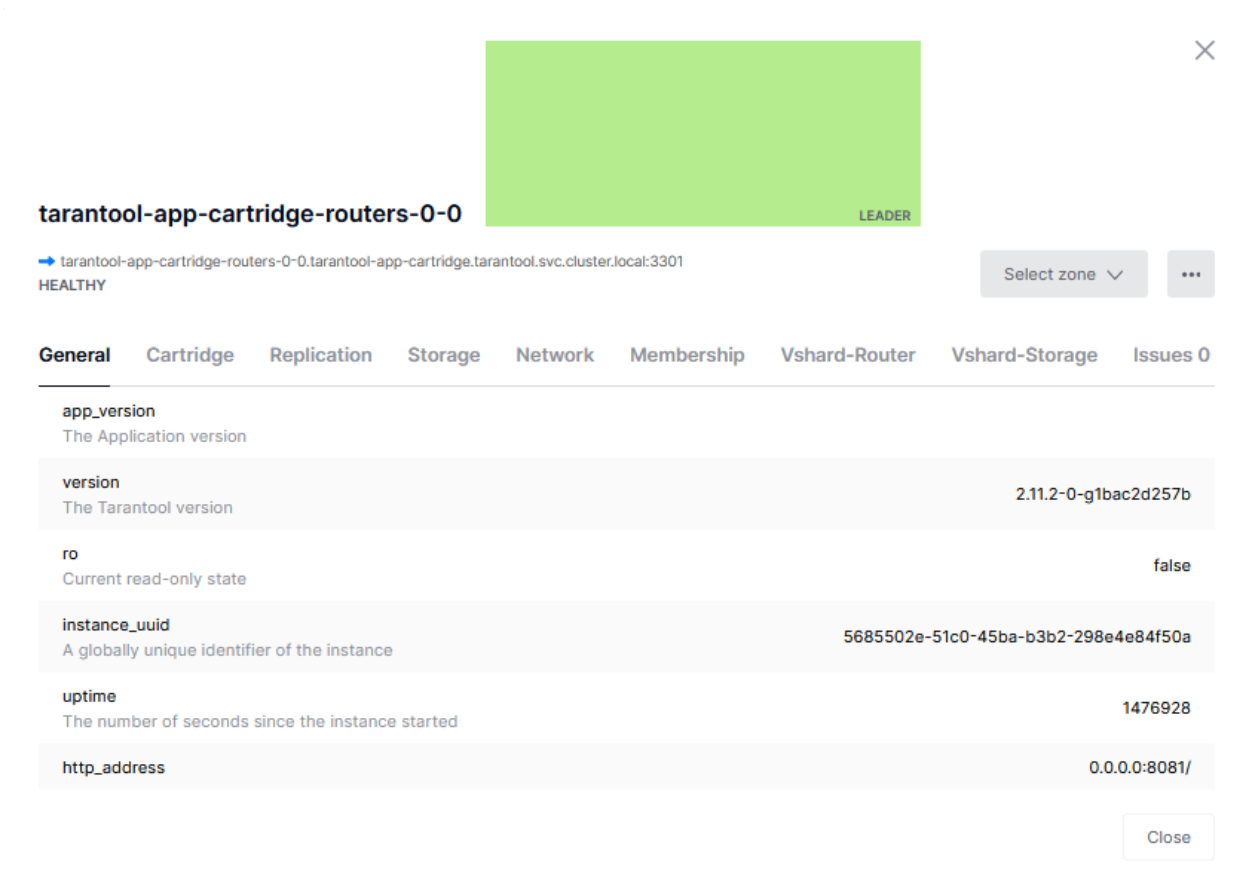 tarantool-app-cartridge-routers-0-0
LEADER
tarantool-app-cartridge-routers-0-0.tarantool-app-cartridge.tarantool.svc.cluster.local:3301
HEALTHY
Select zone
General Cartridge Replication Storage Network Membership Vshard-Router Vshard-Storage Issues 0
app_version
The Application version
version
The Tarantool version
2.11.2-0-g1bac2d257b
ro
Current read-only state
false
instance_uuid
A globally unique identifier of the instance
5685502e-51c0-45ba-b3b2-298e4e84f50a
uptime
The number of seconds since the instance started
1476928
http_address
0.0.0.0:8081/
Close